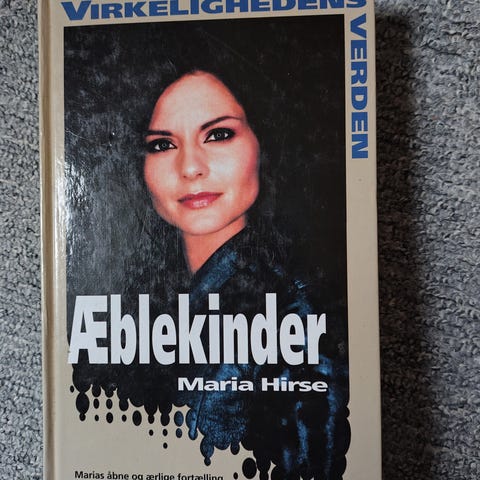 VIRKELIGHEDENS
VERDEN
Æblekinder
Maria Hirse
Marias åbne og ærlige fortælling